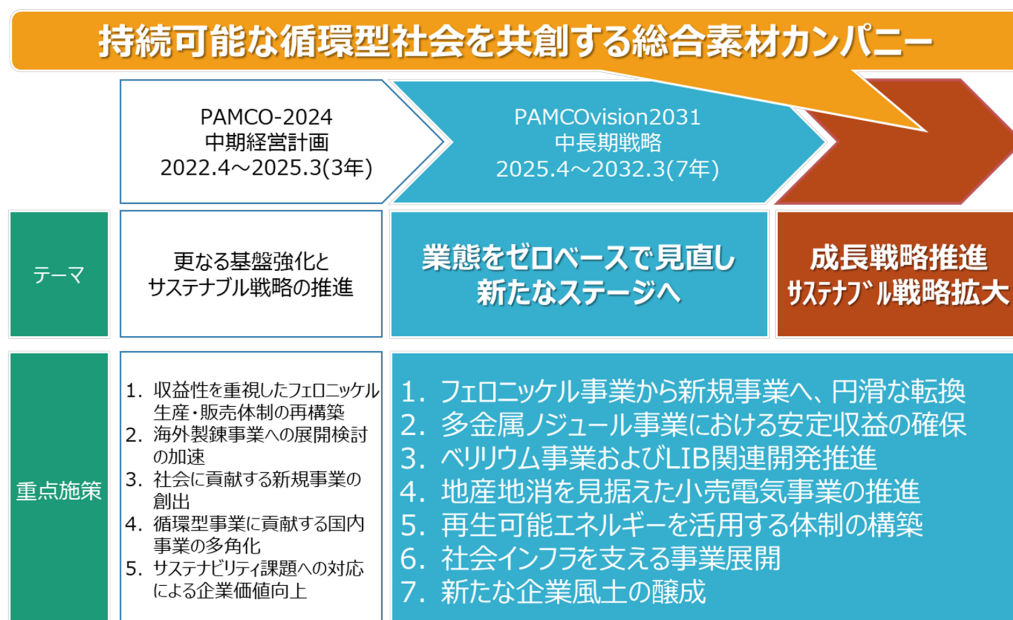 持続可能な循環型社会を共創する総合素材カンパニー
PAMCO-2024
中期経営計画
2022.4～2025.3(3年)
PAMCOvision2031
中長期戦略
2025.4～2032.3(7年)
テーマ
更なる基盤強化と
サステナブル戦略の推進
業態をゼロベースで見直し
新たなステージへ
成長戦略推進
ｻｽﾃﾅﾌﾞﾙ戦略拡大
重点施策
1. 収益性を重視したフェロニッケル
生産・販売体制の再構築
2. 海外製錬事業への展開検討
の加速
3. 社会に貢献する新規事業の
創出
4. 循環型事業に貢献する国内
事業の多角化
5. サステナビリティ課題への対応
による企業価値向上
1. フェロニッケル事業から新規事業へ、円滑な転換
2. 多金属ノジュール事業における安定収益の確保
3. ベリリウム事業およびLIB関連開発推進
4. 地産地消を見据えた小売電気事業の推進
5. 再生可能エネルギーを活用する体制の構築
6. 社会インフラを支える事業展開
7. 新たな企業風土の醸成